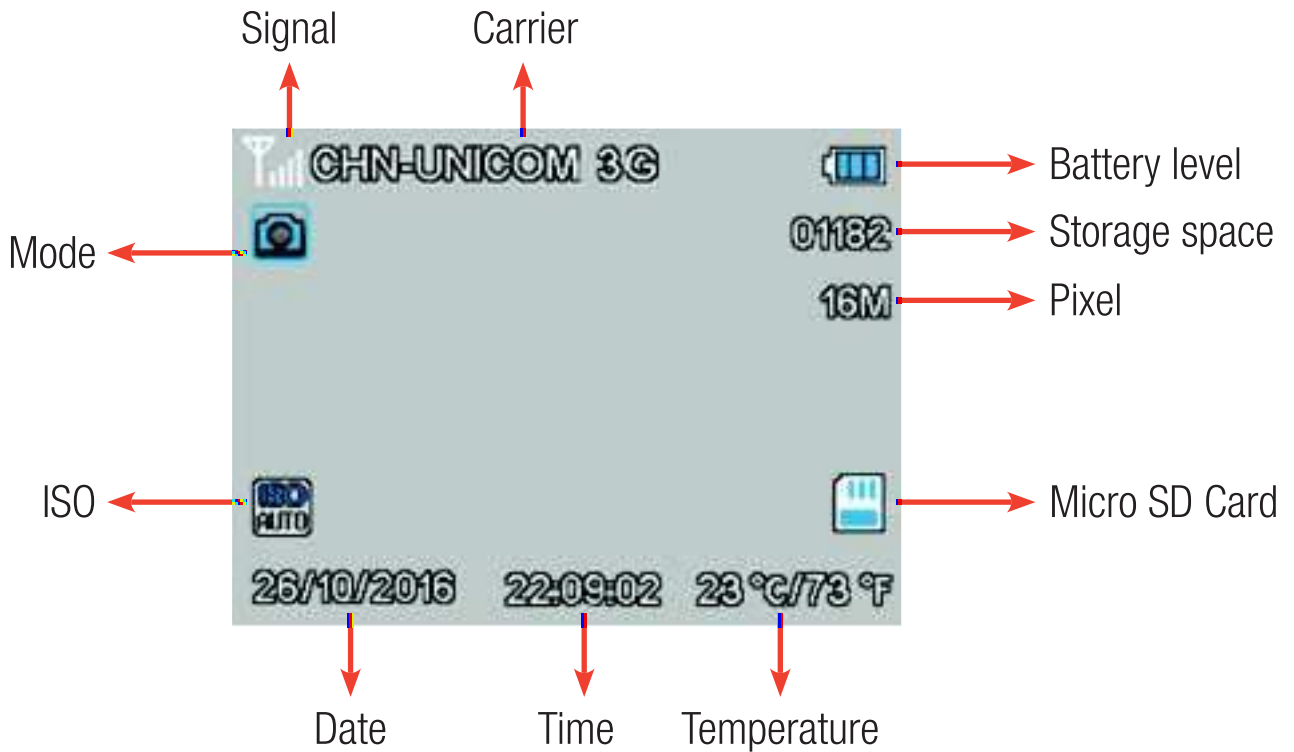 Signal
Carrier
CHN-UNICOM 3G
Battery level
01182
Storage space
Mode
16M
Pixel
ISO
ISO
AUTO
Micro SD Card
26/10/2016
22:09:02
23 °C/73 °F
Date
Time
Temperature